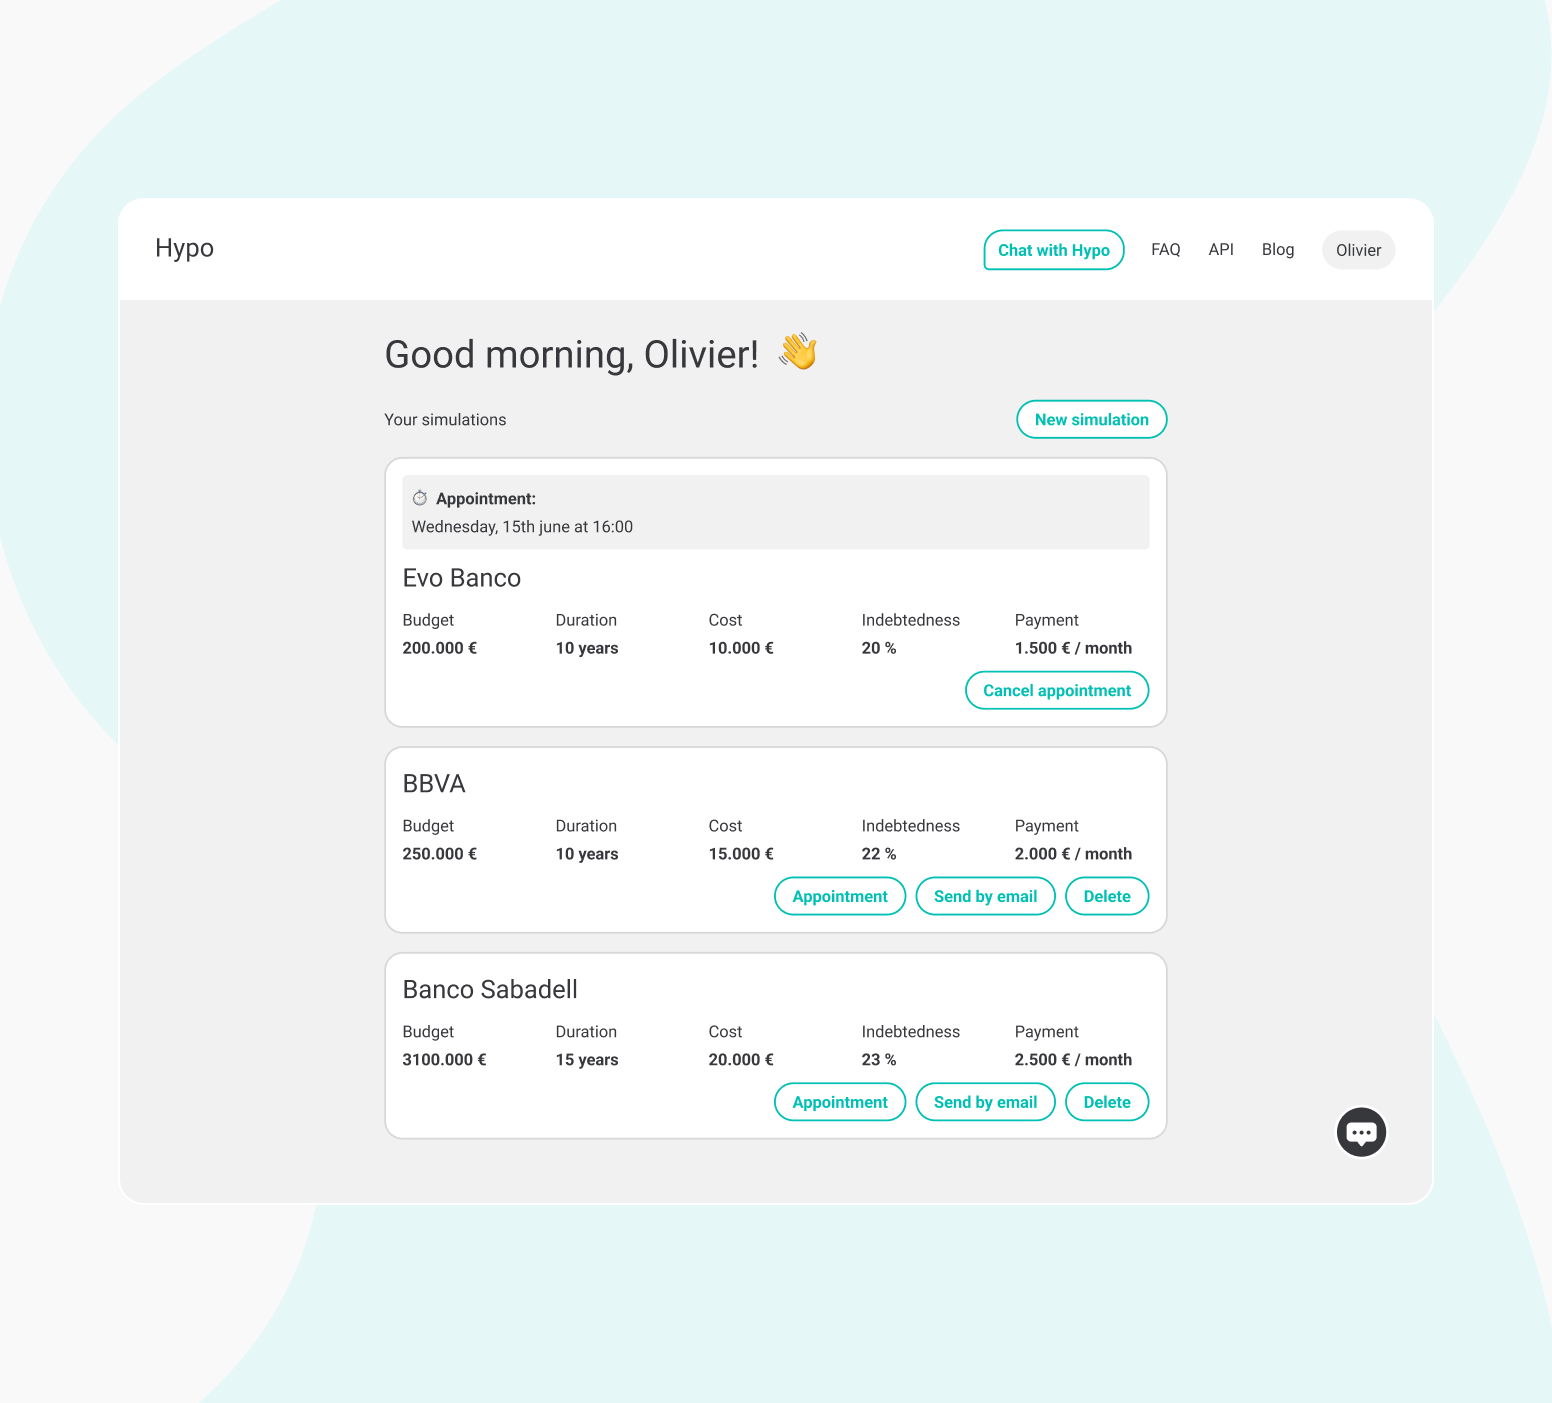 Hypo
Chat with Hypo FAQ API Blog Olivier
Good morning, Olivier! 👋
Your simulations New simulation
⏱ Appointment:
Wednesday, 15th june at 16:00
Evo Banco
Budget Duration Cost Indebtedness Payment
200.000 € 10 years 10.000 € 20 % 1.500 € / month
Cancel appointment
BBVA
Budget Duration Cost Indebtedness Payment
250.000 € 10 years 15.000 € 22 % 2.000 € / month
Appointment Send by email Delete
Banco Sabadell
Budget Duration Cost Indebtedness Payment
3100.000 € 15 years 20.000 € 23 % 2.500 € / month
Appointment Send by email Delete